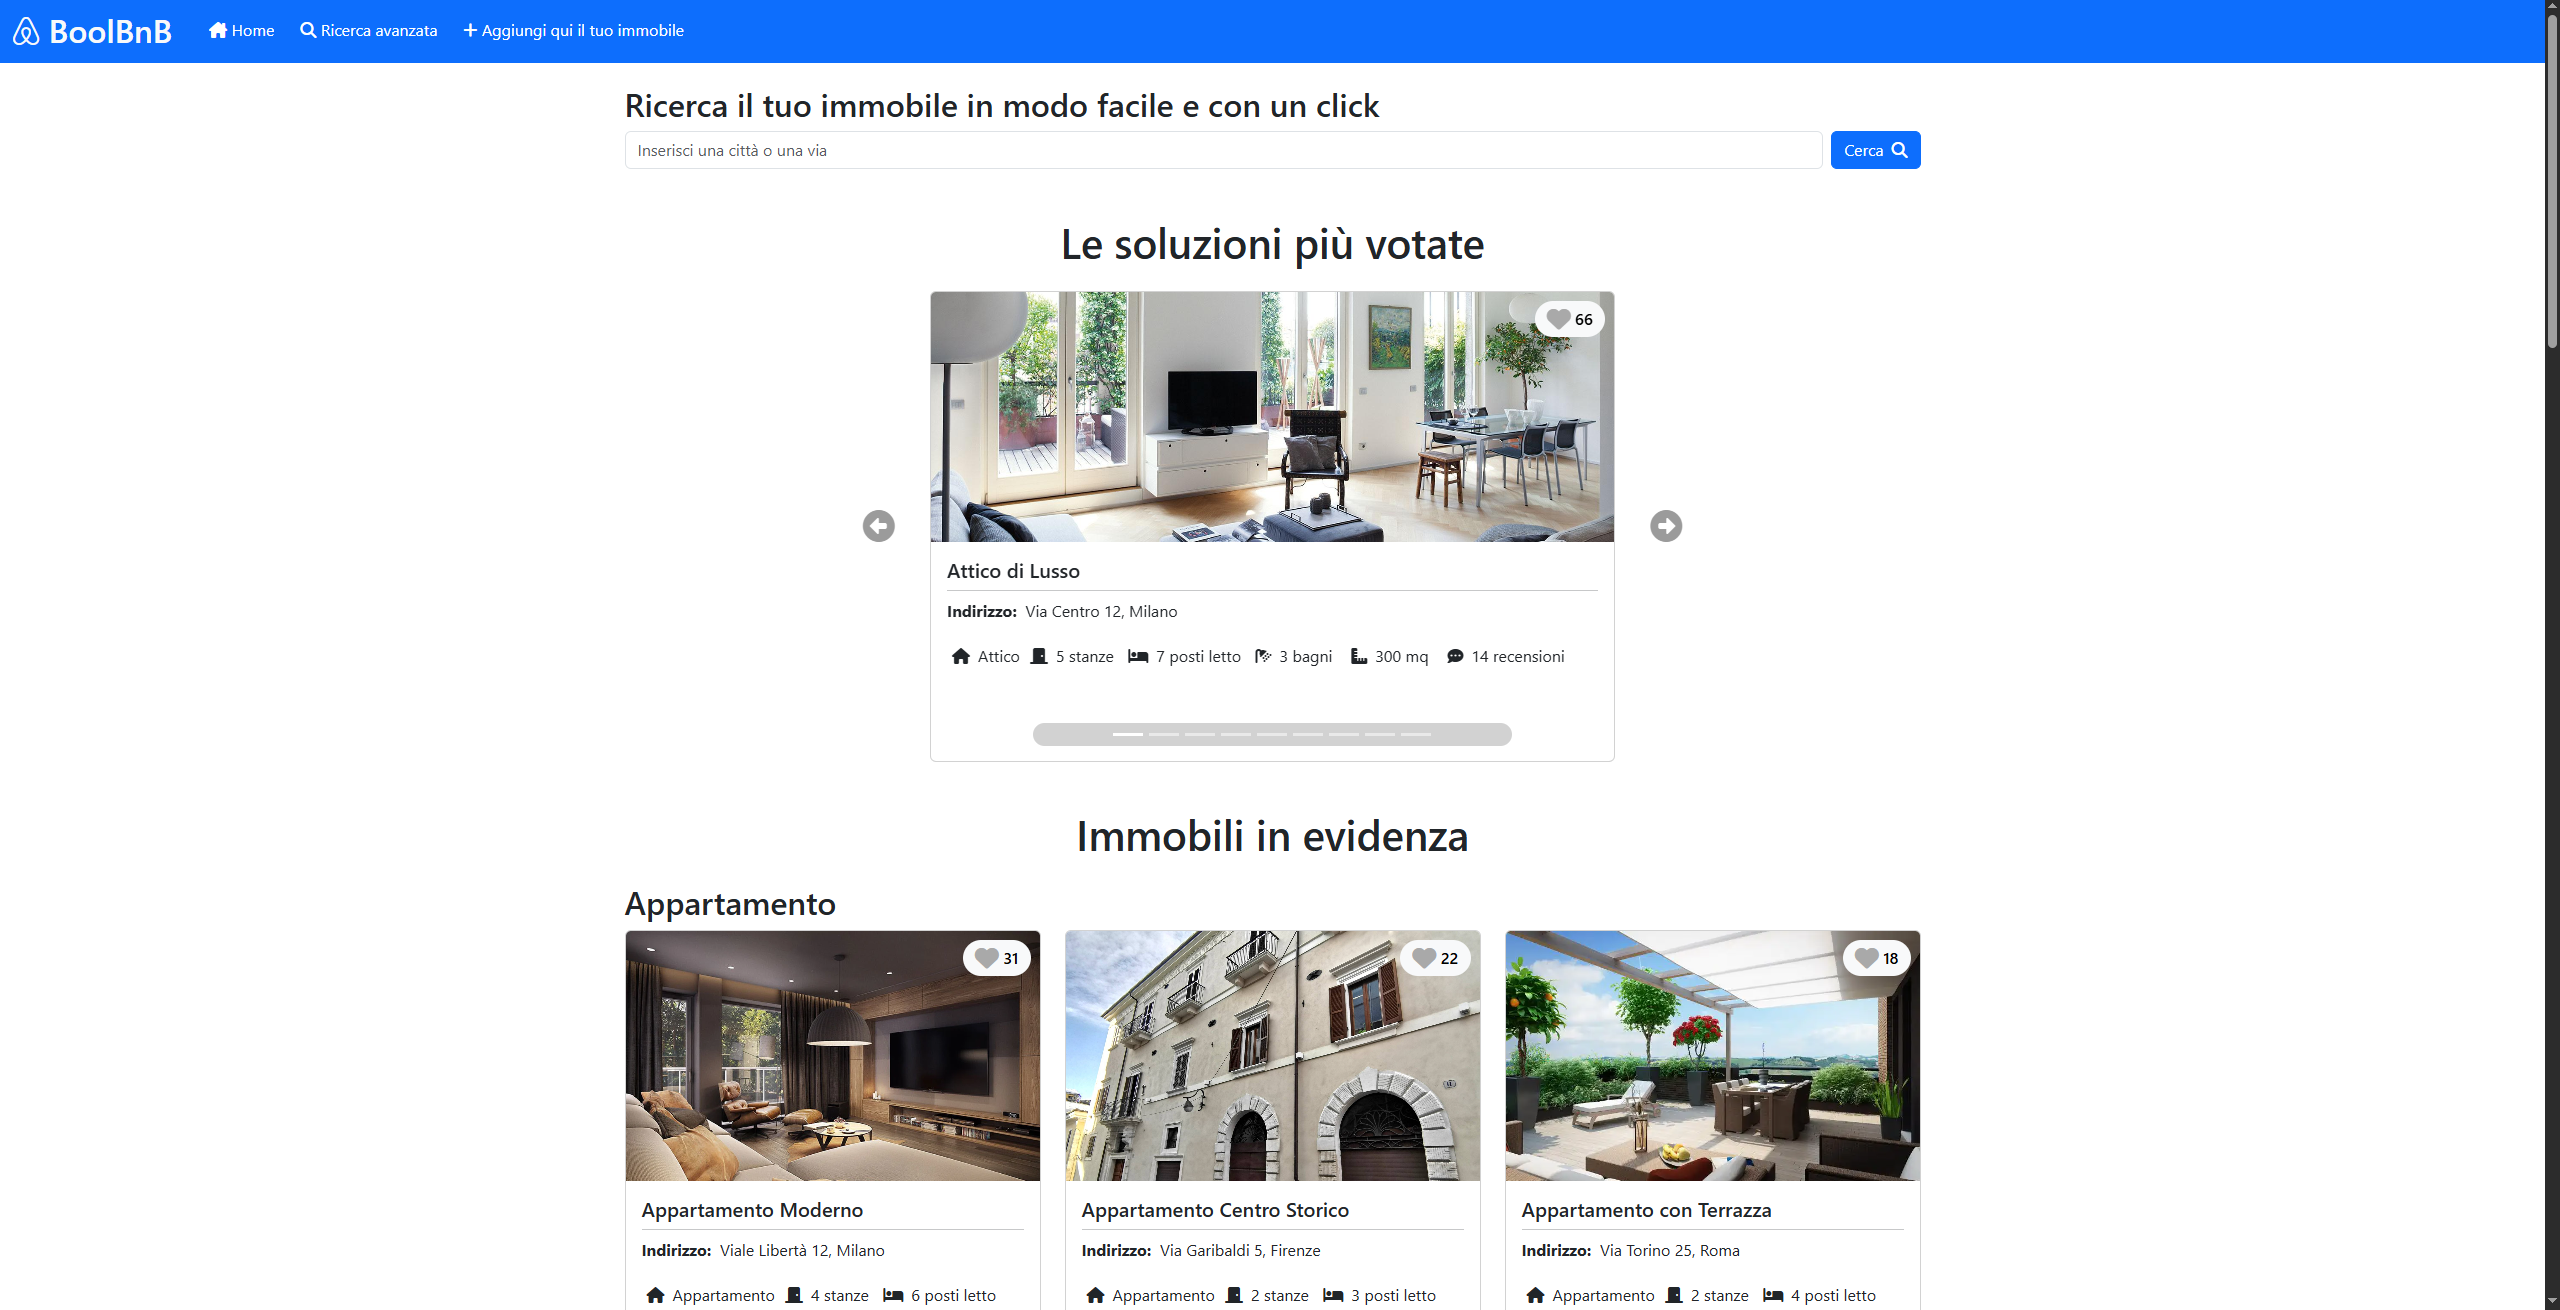 BoolBnB Home Ricerca avanzata Aggiungi qui il tuo immobile
Ricerca il tuo immobile in modo facile e con un click
Inserisci una città o una via Cerca
Le soluzioni più votate
66
Attico di Lusso
Indirizzo: Via Centro 12, Milano
Attico 5 stanze 7 posti letto 3 bagni 300 mq 14 recensioni
Immobili in evidenza
Appartamento
31
Appartamento Moderno
Indirizzo: Viale Libertà 12, Milano
Appartamento 4 stanze 6 posti letto
22
Appartamento Centro Storico
Indirizzo: Via Garibaldi 5, Firenze
Appartamento 2 stanze 3 posti letto
18
Appartamento con Terrazza
Indirizzo: Via Torino 25, Roma
Appartamento 2 stanze 4 posti letto